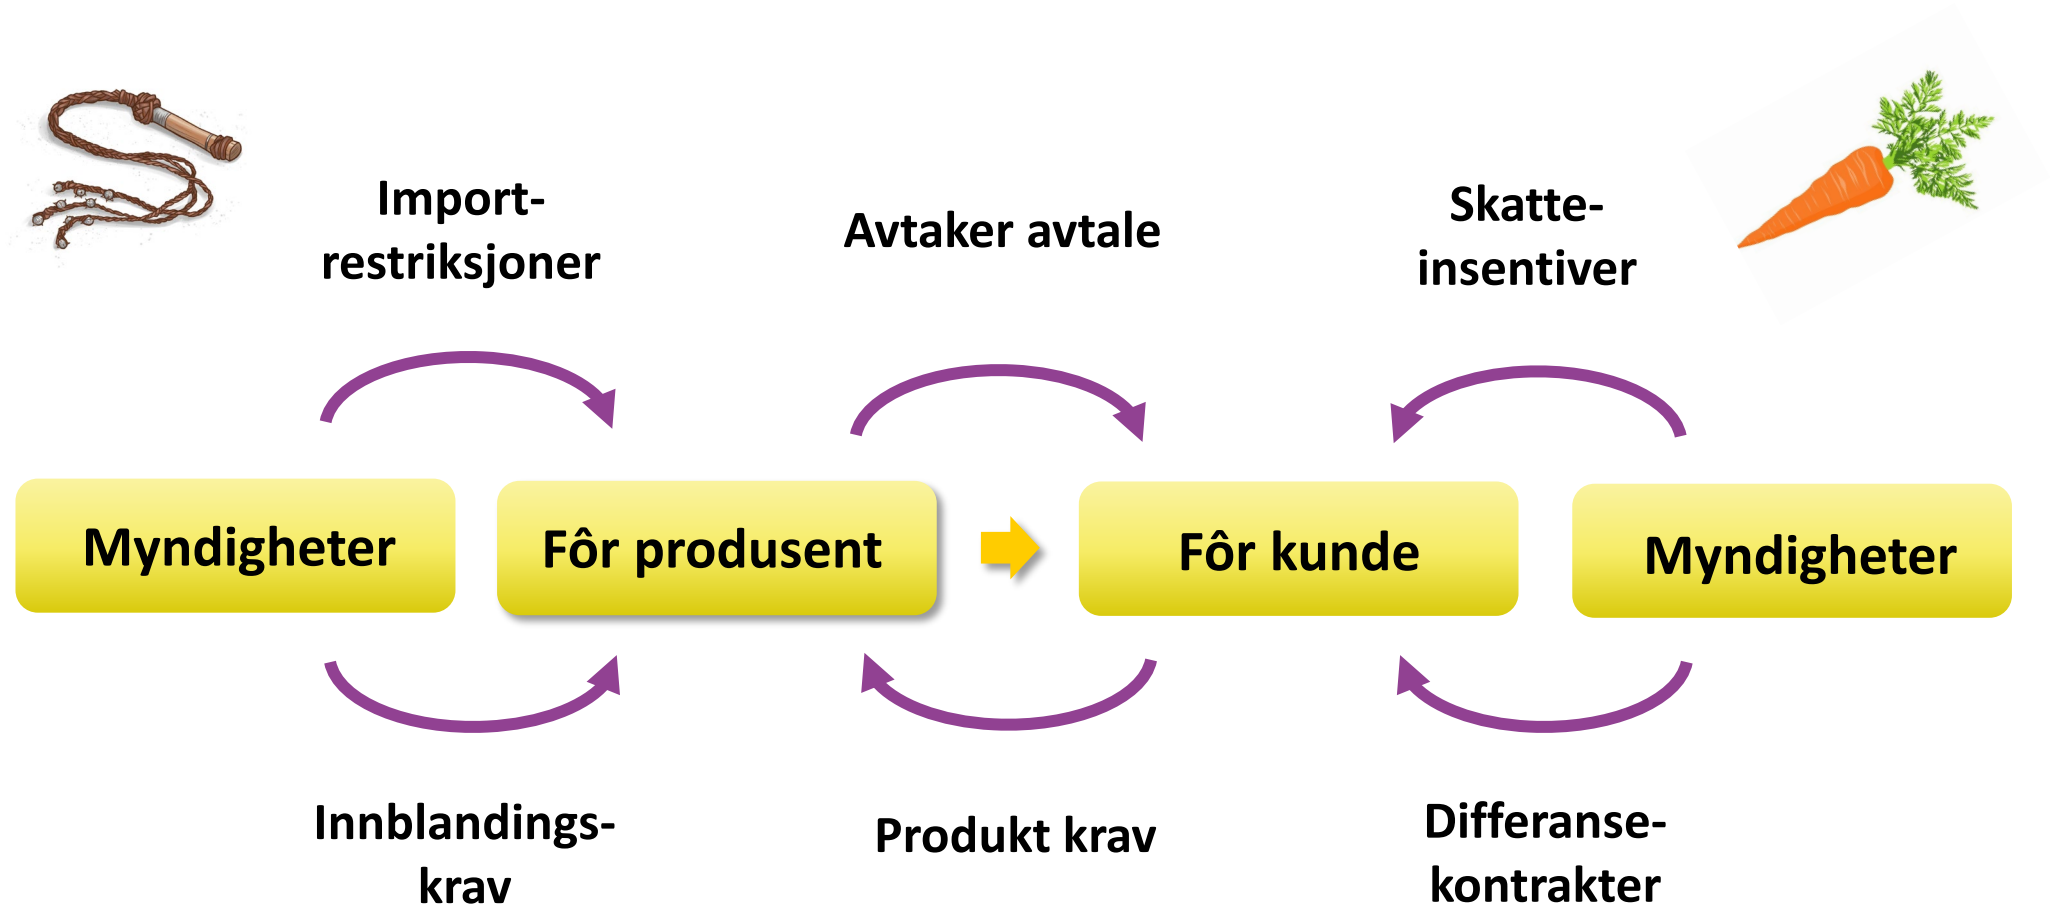 Import-
restriksjoner
Avtaker avtale
Skatte-
insentiver
Myndigheter
Fôr produsent
Fôr kunde
Myndigheter
Innblandings-
krav
Produkt krav
Differanse-
kontrakter